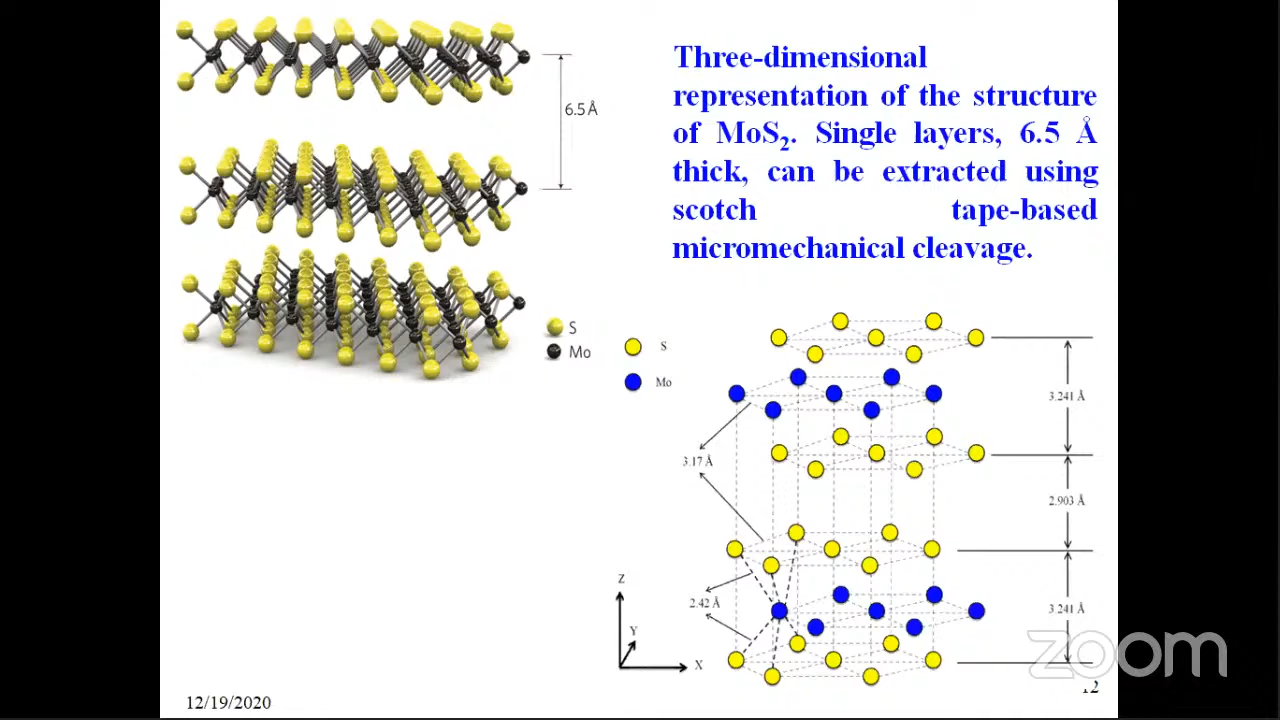 Three-dimensional
representation of the structure
of MoS2. Single layers, 6.5 Å
thick, can be extracted using
scotch tape-based
micromechanical cleavage.
6.5 Å
S
Mo
S
Mo
3.241 Å
3.17 Å
2.903 Å
2.42 Å
3.241 Å
Z
Y
X
zoom
12/19/2020
12